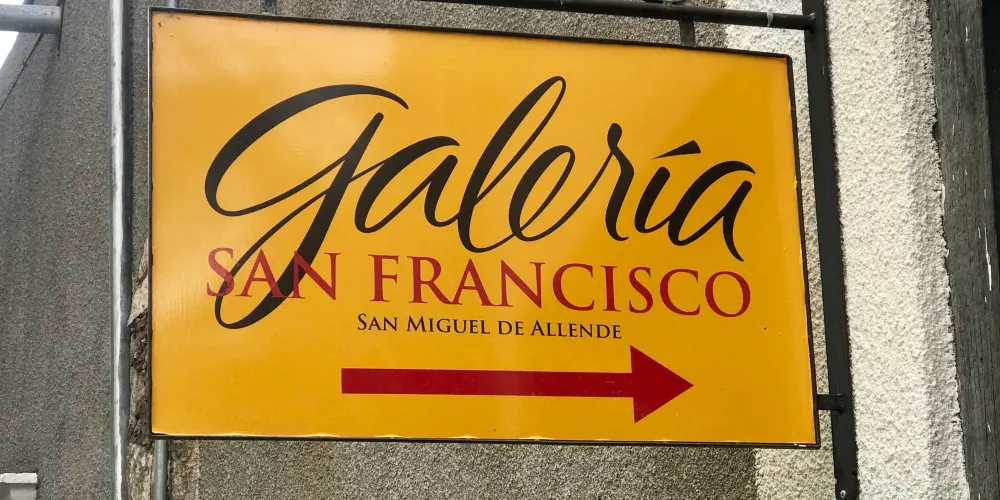 galería
SAN FRANCISCO
SAN MIGUEL DE ALLENDE